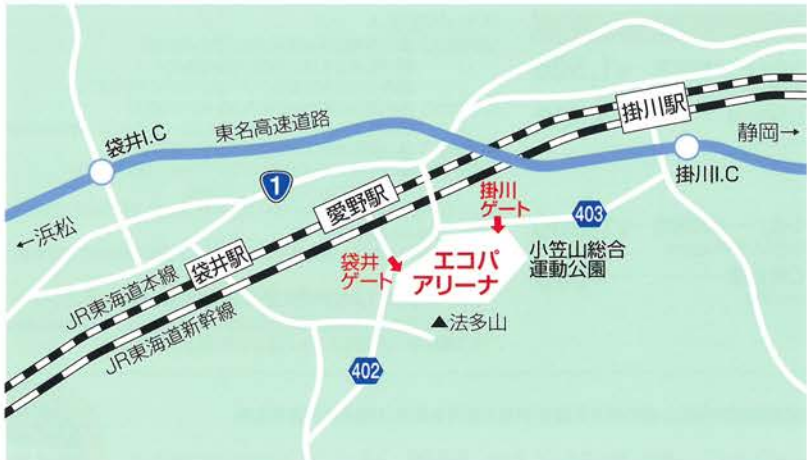 袋井I.C
東名高速道路
掛川駅
静岡→
掛川I.C
1
愛野駅
掛川
ゲート
403
←浜松
袋井駅
袋井
ゲート
エコパ
アリーナ
小笠山総合
運動公園
JR東海道本線
JR東海道新幹線
▲法多山
402